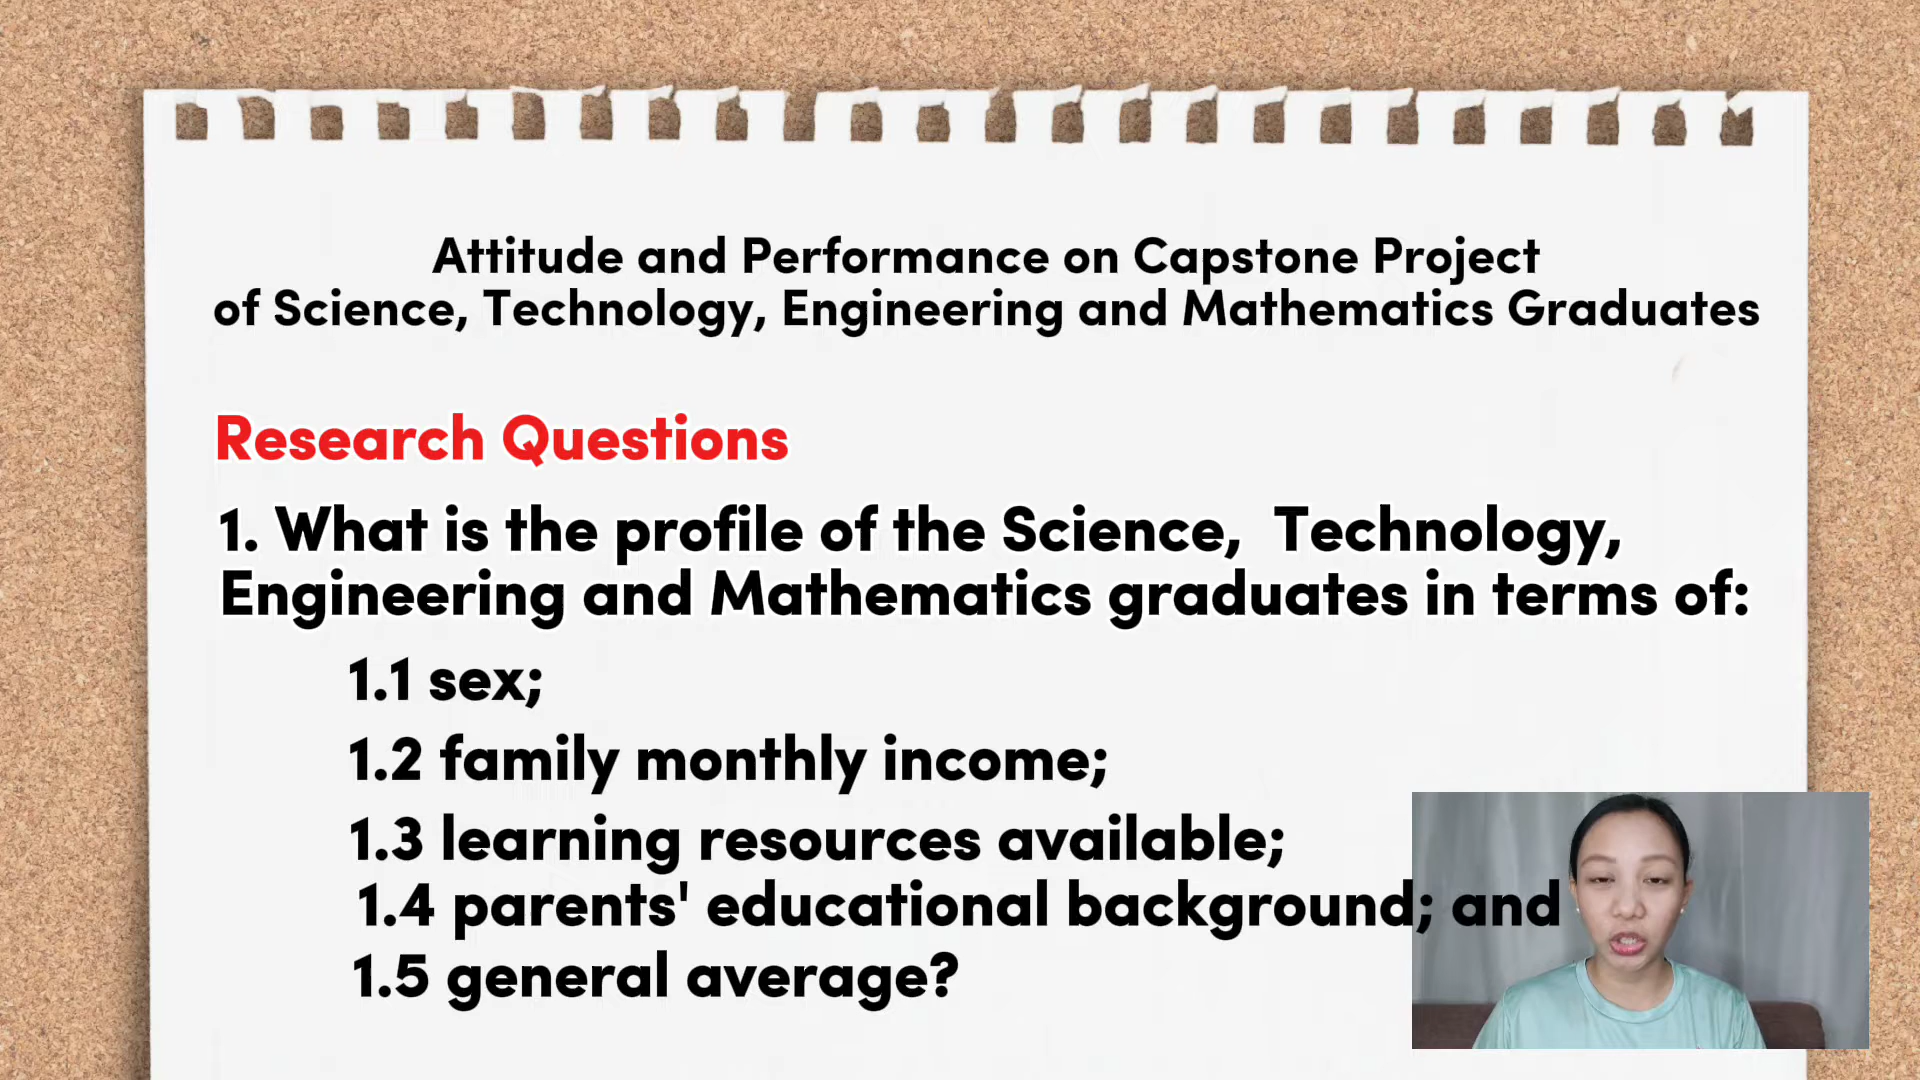 Attitude and Performance on Capstone Project
of Science, Technology, Engineering and Mathematics Graduates
Research Questions
1. What is the profile of the Science, Technology,
Engineering and Mathematics graduates in terms of:
1.1 sex;
1.2 family monthly income;
1.3 learning resources available;
1.4 parents' educational background; and
1.5 general average?